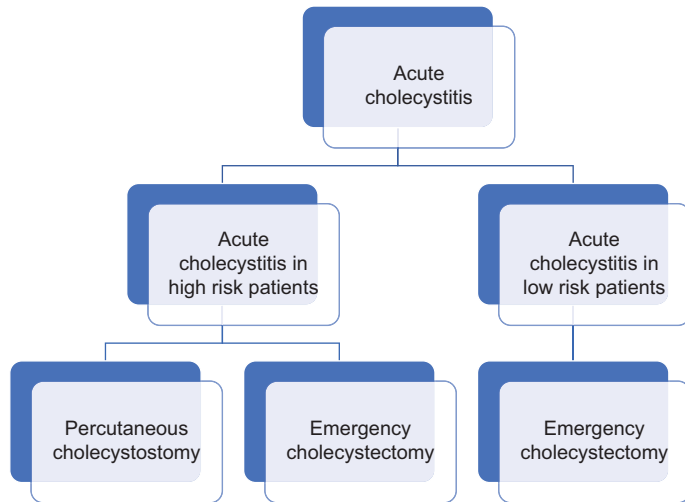 Acute
cholecystitis
Acute
cholecystitis in
high risk patients
Acute
cholecystitis in
low risk patients
Percutaneous
cholecystostomy
Emergency
cholecystectomy
Emergency
cholecystectomy